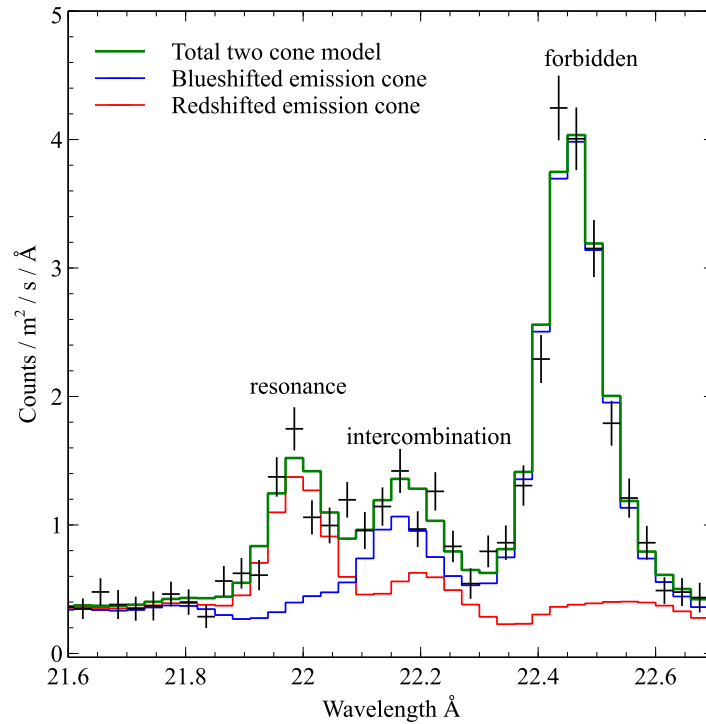 5
4
3
2
1
0
Counts / m² / s / Å
Total two cone model
Blueshifted emission cone
Redshifted emission cone
forbidden
resonance
intercombination
21.6
21.8
22
22.2
22.4
22.6
Wavelength Å